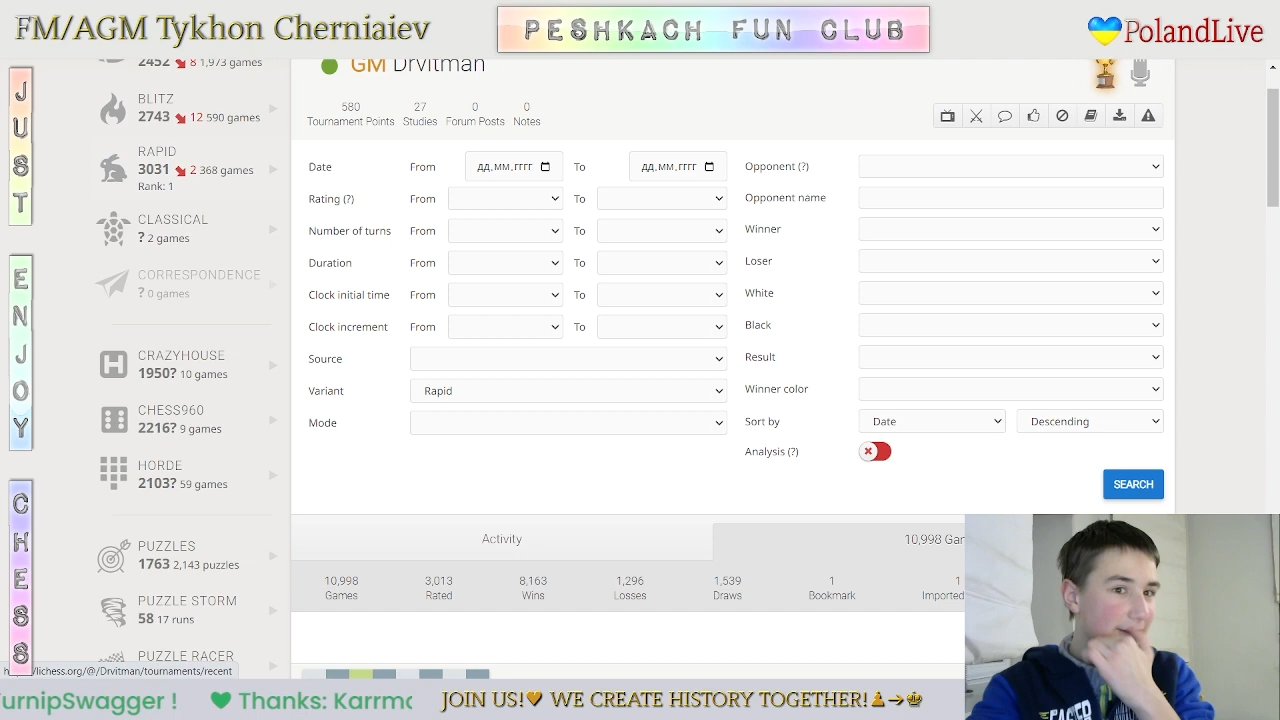 FM/AGM Tykhon Cherniaiev
PESHKACH FUN CLUB
PolandLive
JUST
ENJOY
CHESS
2452 8 1,973 games
BLITZ
2743 12 590 games
RAPID
3031 2 368 games
Rank: 1
CLASSICAL
? 2 games
CORRESPONDENCE
? 0 games
CRAZYHOUSE
1950? 10 games
CHESS960
2216? 9 games
HORDE
2103? 59 games
PUZZLES
1763 2,143 puzzles
PUZZLE STORM
58 17 runs
PUZZLE RACER
GM Drvitman
580 27 0 0
Tournament Points Studies Forum Posts Notes
Date From ДД.ММ.ГГГГ To ДД.ММ.ГГГГ
Rating (?) From To
Number of turns From To
Duration From To
Clock initial time From To
Clock increment From To
Source
Variant Rapid
Mode
Opponent (?)
Opponent name
Winner
Loser
White
Black
Result
Winner color
Sort by Date Descending
Analysis (?)
SEARCH
Activity
10,998 Gar
10,998 3,013 8,163 1,296 1,539 1 1
Games Rated Wins Losses Draws Bookmark Imported
/lichess.org/@/Drvitman/tournaments/recent
urnipSwagger ! Thanks: Karrma
JOIN US! WE CREATE HISTORY TOGETHER!